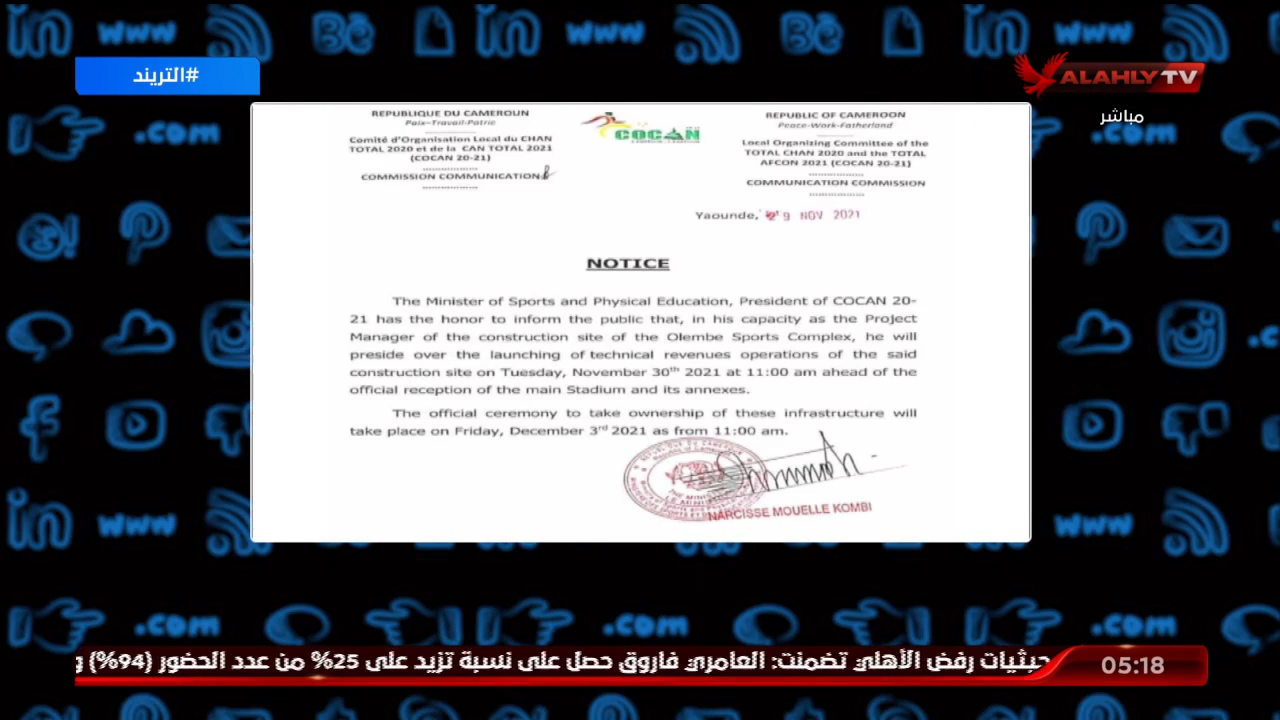 #التريند
ALAHLY TV
مباشر
REPUBLIQUE DU CAMEROUN
Paix-Travail-Patrie
Comité d'Organisation Local du CHAN
TOTAL 2020 et de la CAN TOTAL 2021
(COCAN 20-21)
COMMISSION COMMUNICATION
COCAN
REPUBLIC OF CAMEROON
Peace-Work-Fatherland
Local Organizing Committee of the
TOTAL CHAN 2020 and the TOTAL
AFCON 2021 (COCAN 20-21)
COMMUNICATION COMMISSION
Yaounde, 9 NOV 2021
NOTICE
The Minister of Sports and Physical Education, President of COCAN 20-
21 has the honor to inform the public that, in his capacity as the Project
Manager of the construction site of the Olembe Sports Complex, he will
preside over the launching of technical revenues operations of the said
construction site on Tuesday, November 30th 2021 at 11:00 am ahead of the
official reception of the main Stadium and its annexes.
The official ceremony to take ownership of these infrastructure will
take place on Friday, December 3rd 2021 as from 11:00 am.
NARCISSE MOUELLE KOMBI
حيثيات رفض الأهلي تضمنت: العامري فاروق حصل على نسبة تزيد على 25% من عدد الحضور (94%) و
05:18